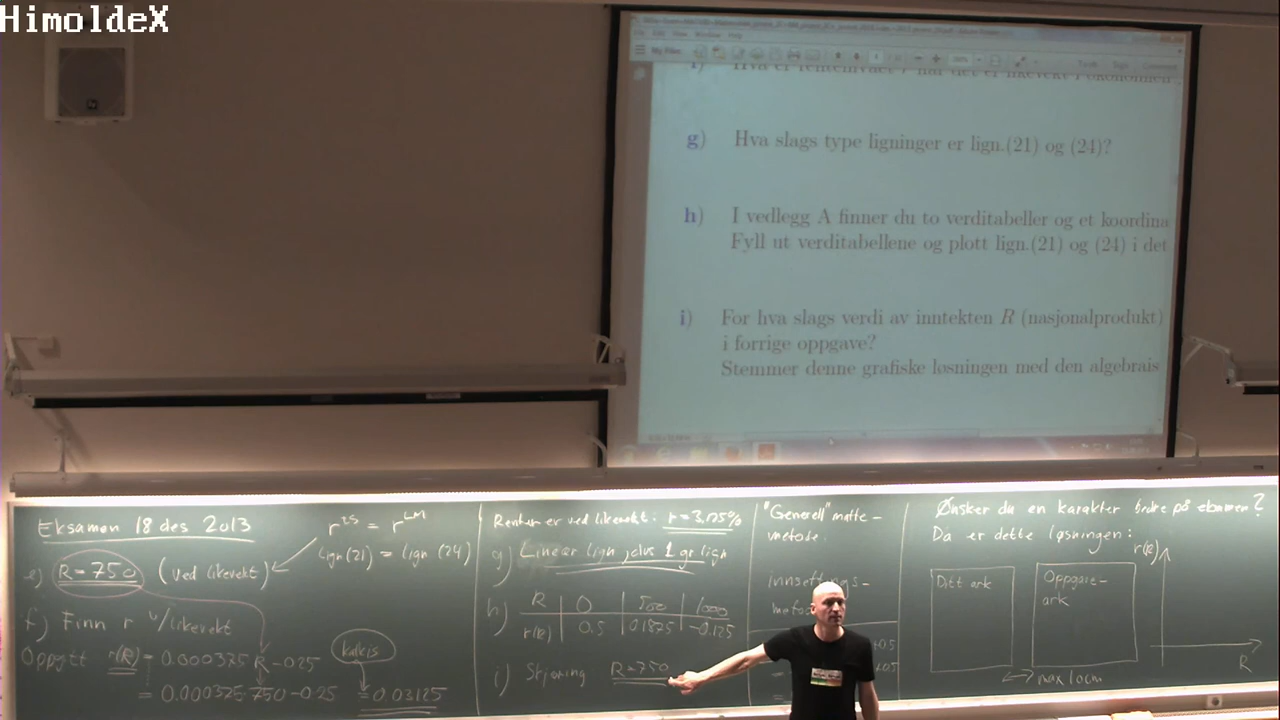 HimoldeX
g) Hva slags type ligninger er lign.(21) og (24)?
h) I vedlegg A finner du to verditabeller og et koordina
Fyll ut verditabellene og plott lign.(21) og (24) i det
i) For hva slags verdi av inntekten R (nasjonalprodukt)
i forrige oppgave?
Stemmer denne grafiske løsningen med den algebrais
Eksamen 18 des 2013
r^IS = r^LM
lign(21) = lign(24)
e) R=750 (ved likevekt)
f) Finn v/likevekt
Oppgitt r(R) = 0.000375 R - 0.25
= 0.000375·750 - 0.25
kalkis
= 0.03125
Renten er ved likevekt: r = 3,125%
g) Lineær lign, dvs 1 gr lign
h) R 0 500 1000
r(R) 0.5 0.1875 -0.125
i) Skjæring R=750
"Generell" matte-
metode:
innsettings-
Ønsker du en karakter bedre på eksamen?
Da er dette løsningen:
Ditt ark
Oppgave-
ark
max 10cm
r(R)
R